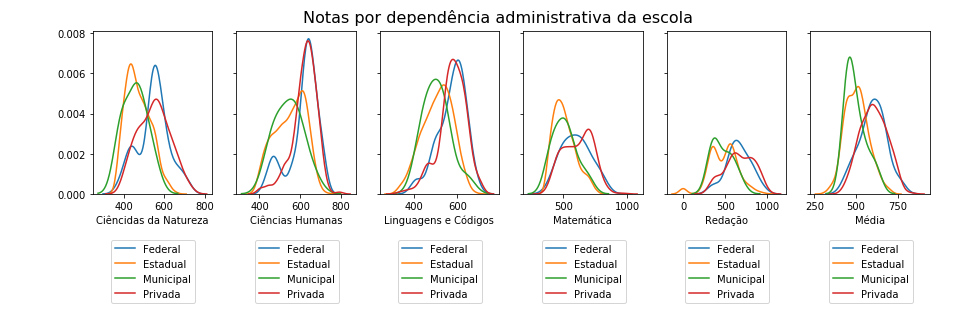 Notas por dependência administrativa da escola
0.008
0.006
0.004
0.002
0.000
400 600 800
400 600 800
400 600
500 1000
0 500 1000
250 500 750
Ciêncidas da Natureza
Ciências Humanas
Linguagens e Códigos
Matemática
Redação
Média
Federal
Estadual
Municipal
Privada
Federal
Estadual
Municipal
Privada
Federal
Estadual
Municipal
Privada
Federal
Estadual
Municipal
Privada
Federal
Estadual
Municipal
Privada
Federal
Estadual
Municipal
Privada